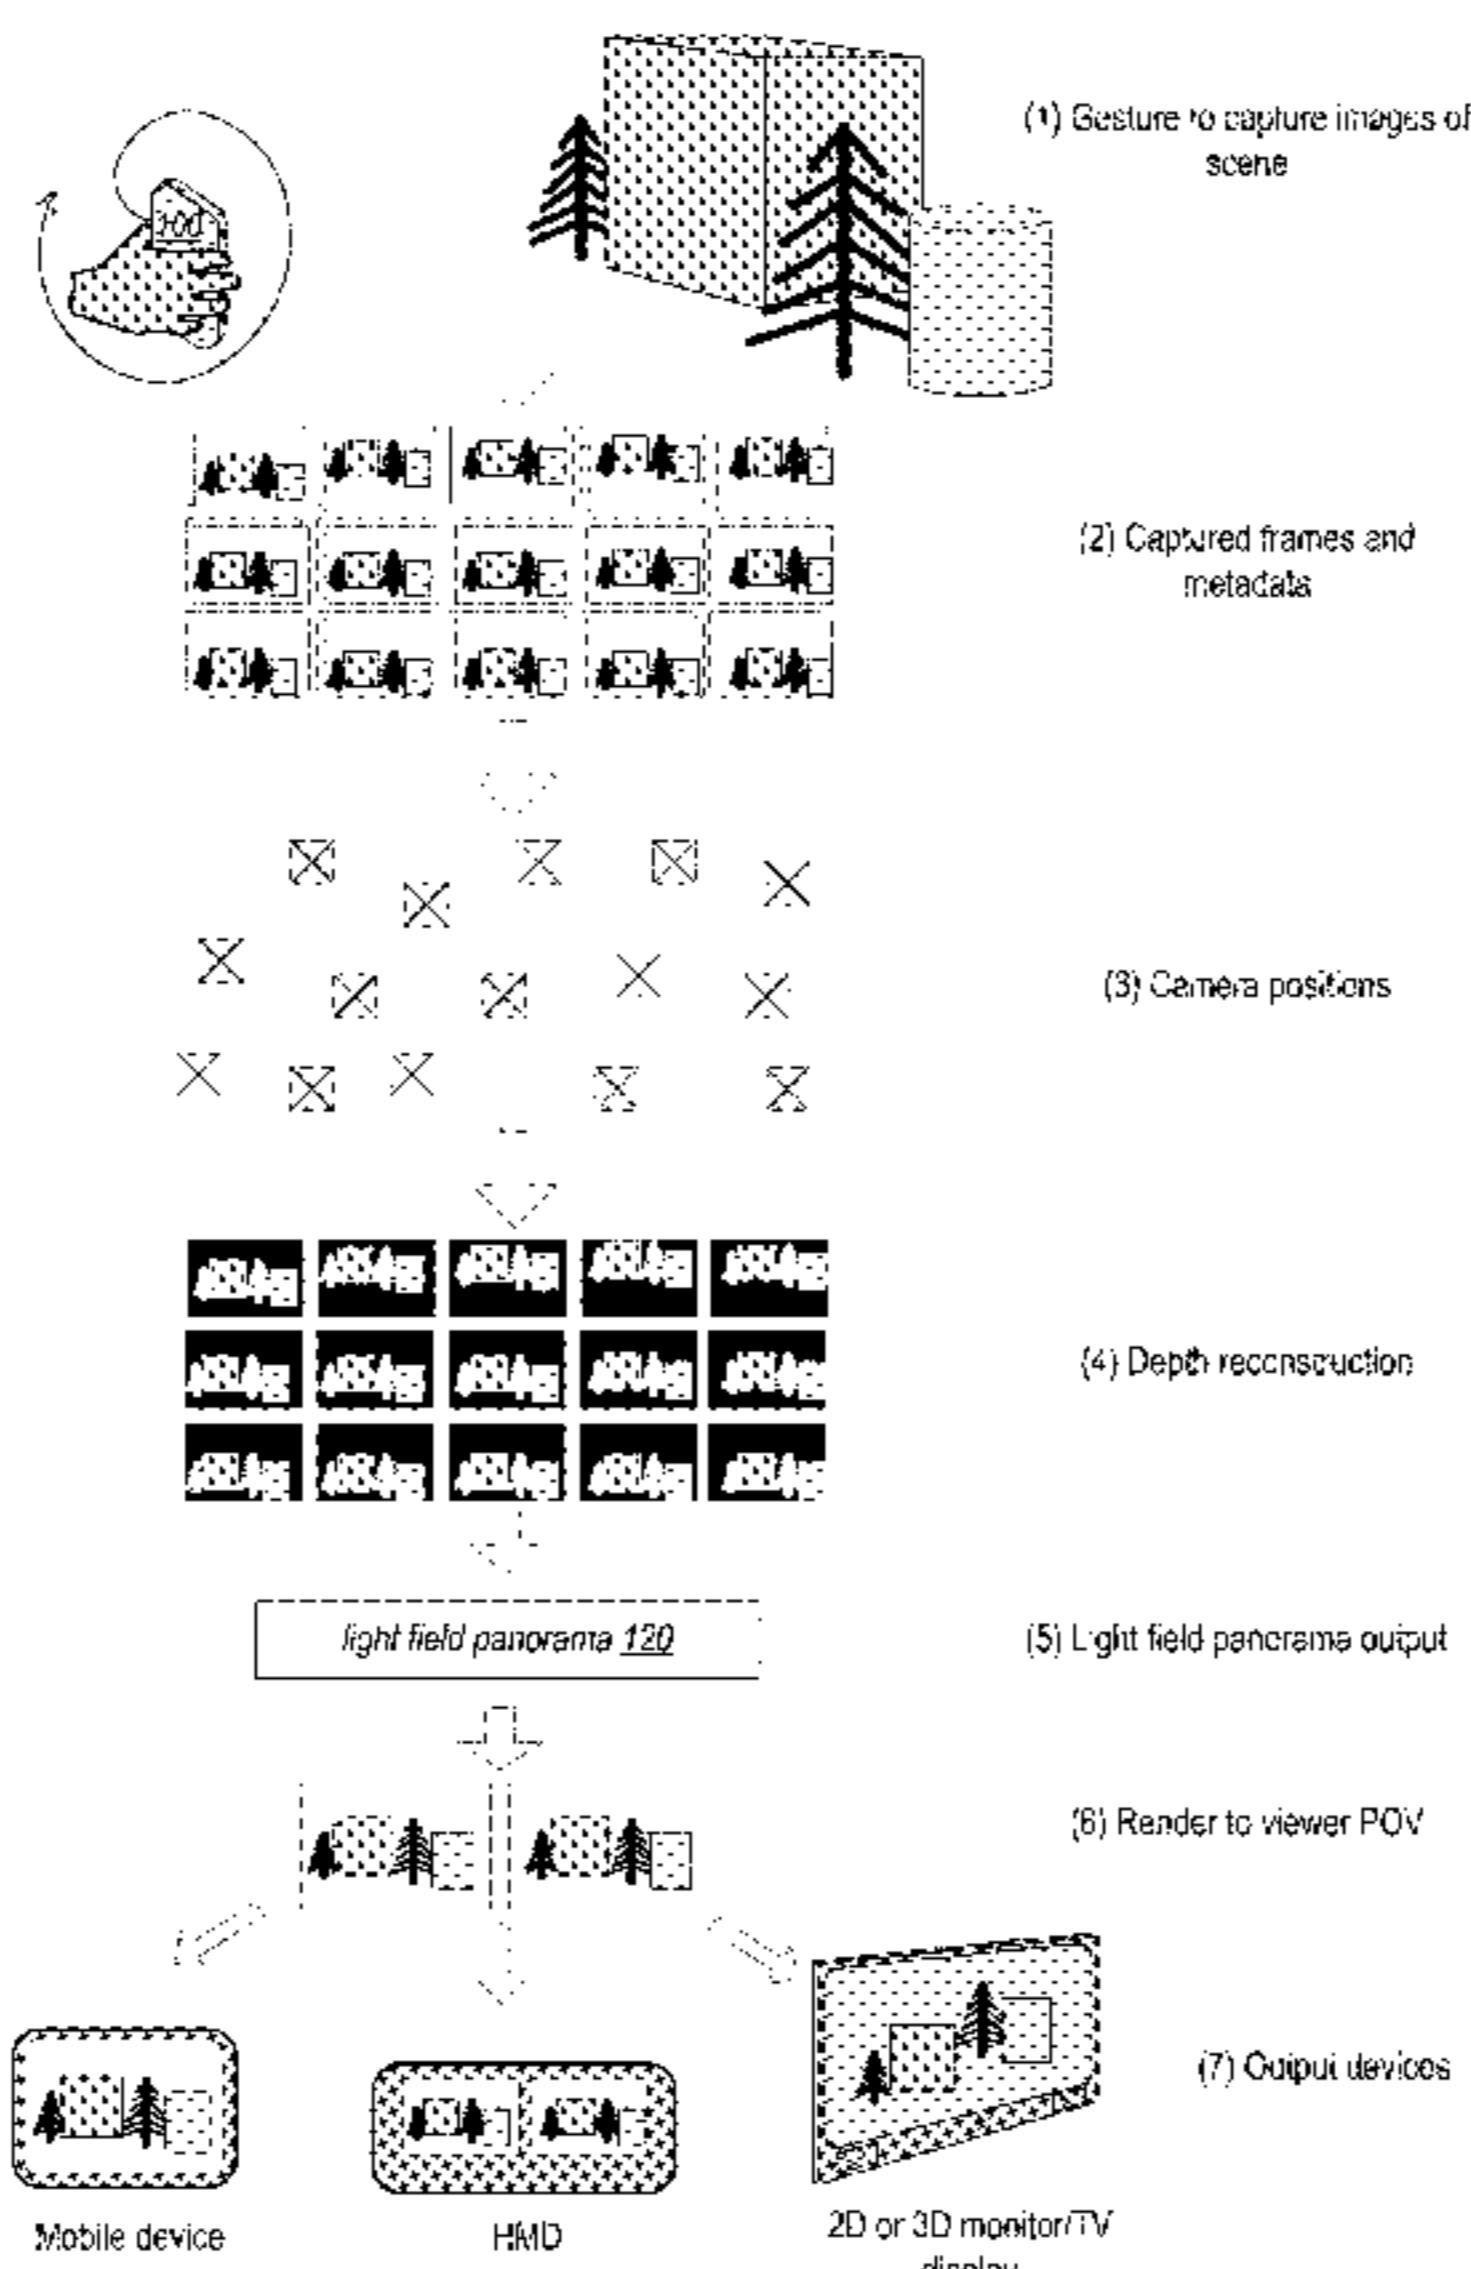 (1) Gesture to capture images of
scene
100
(2) Captured frames and
metadata
(3) Camera positions
(4) Depth reconstruction
light field panorama 120
(5) Light field panorama output
(6) Render to viewer POV
(7) Output devices
Mobile device
HMD
2D or 3D monitor/TV
display